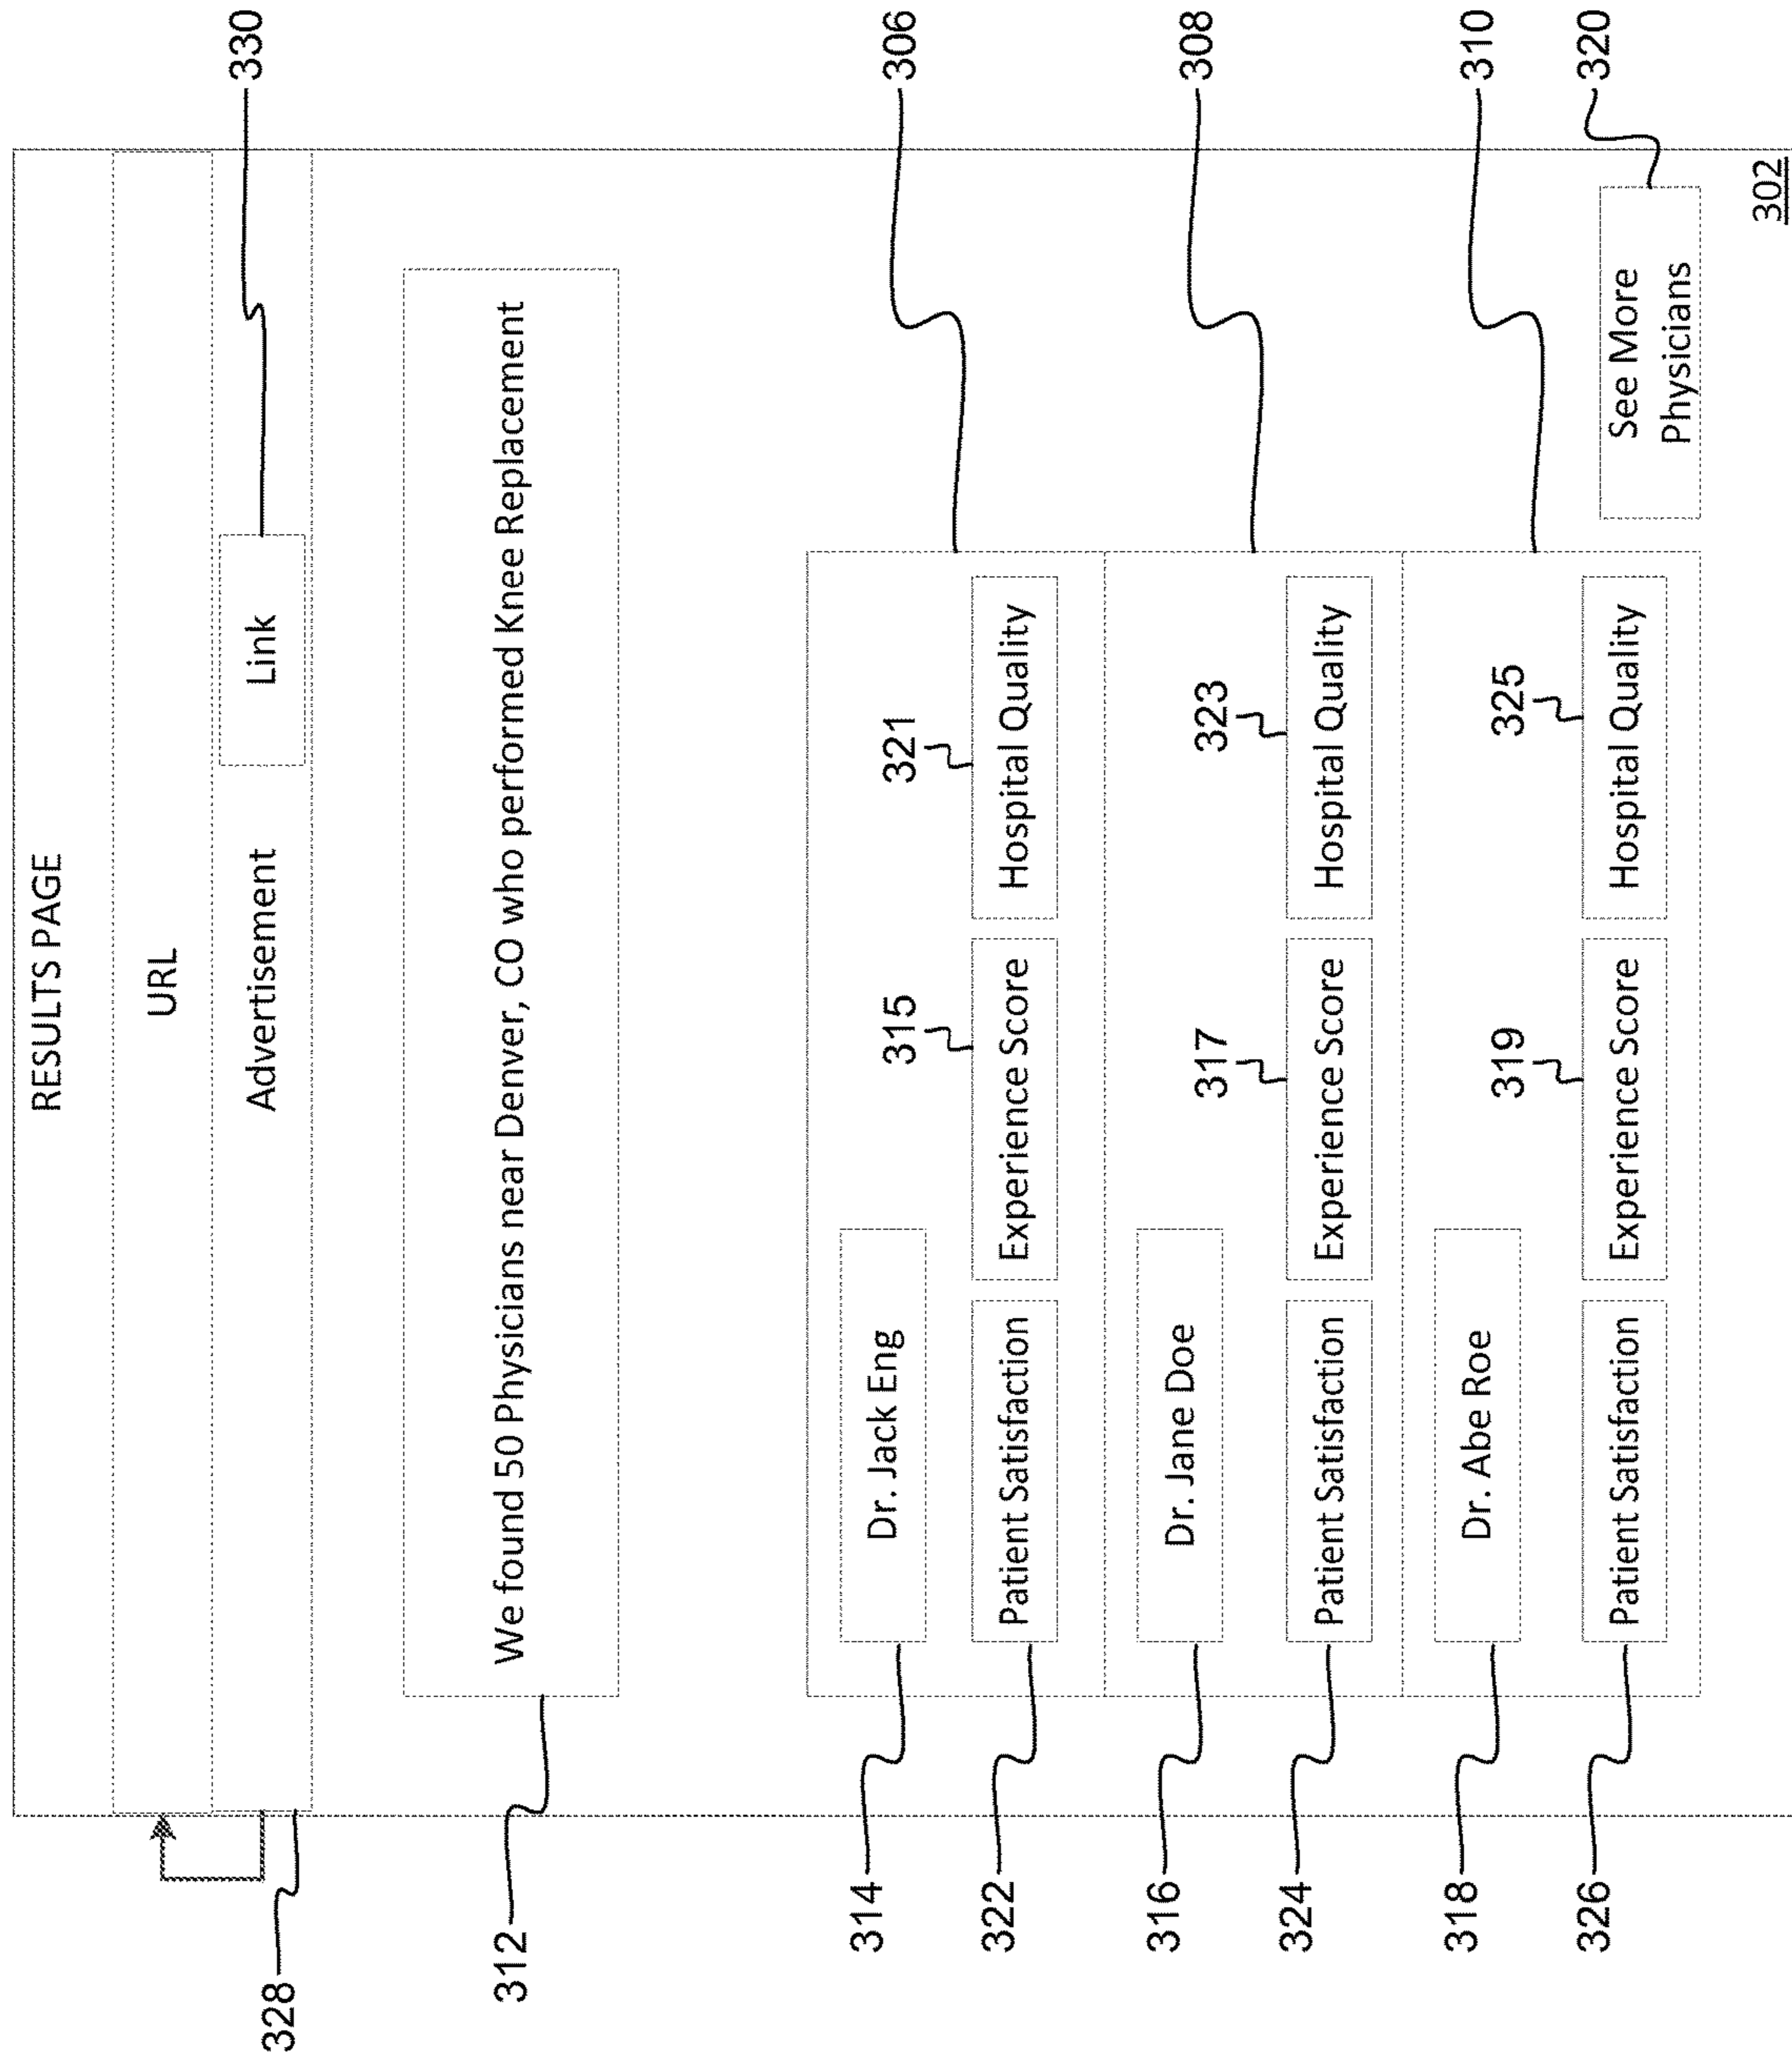 RESULTS PAGE
URL
Advertisement
Link
330
328
We found 50 Physicians near Denver, CO who performed Knee Replacement
312
306
314
Dr. Jack Eng
315
321
322
Patient Satisfaction
Experience Score
Hospital Quality
308
316
Dr. Jane Doe
317
323
324
Patient Satisfaction
Experience Score
Hospital Quality
310
318
Dr. Abe Roe
319
325
326
Patient Satisfaction
Experience Score
Hospital Quality
320
See More
Physicians
302